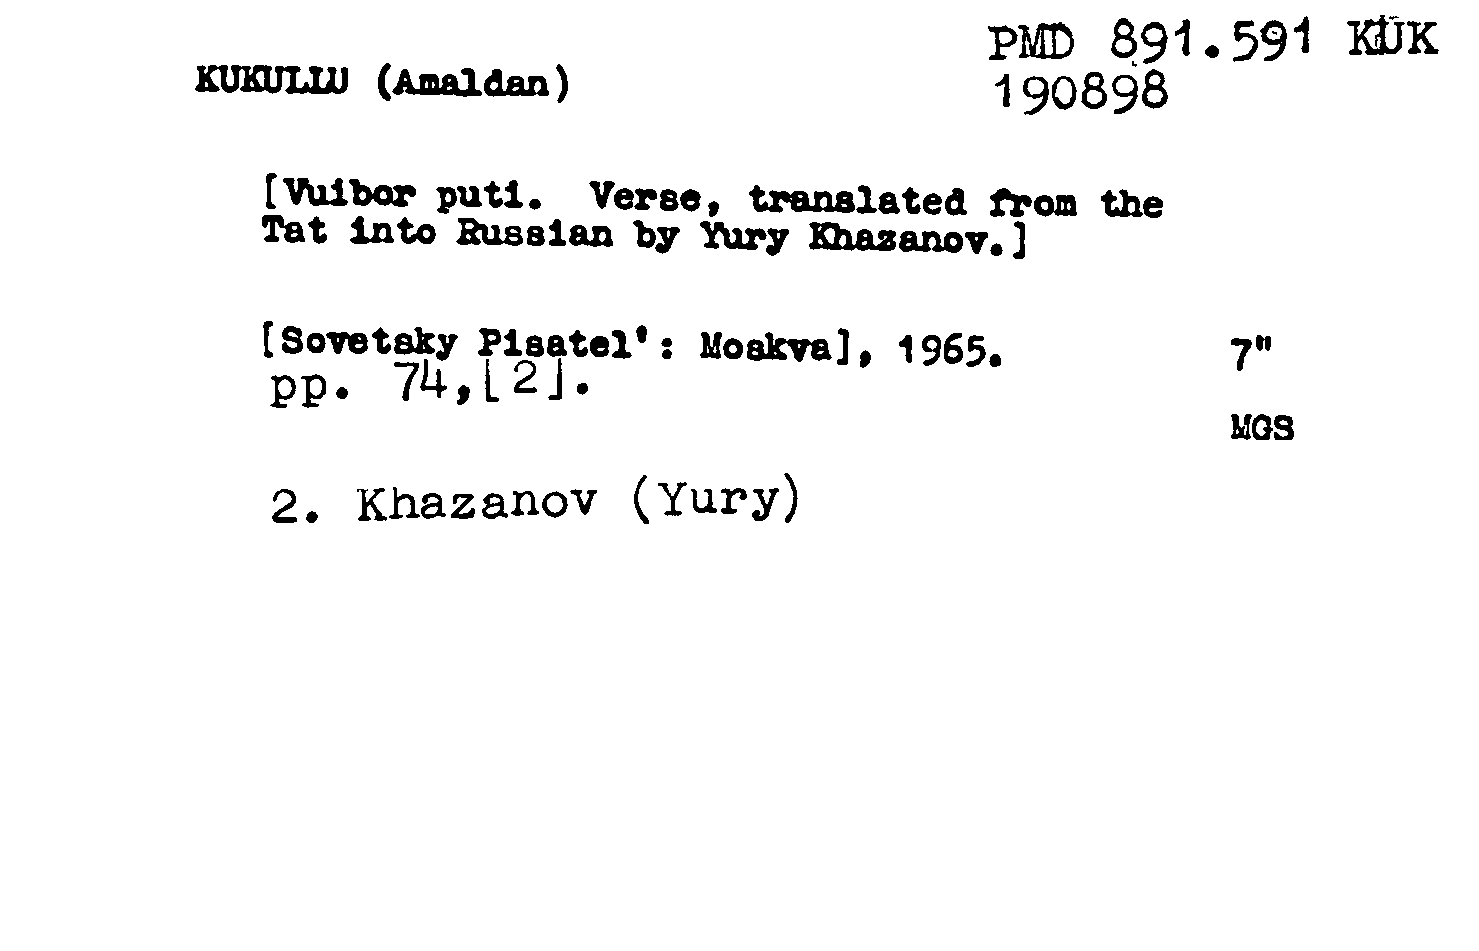 PMD 891.591 KUK
KUKULLU (Amaldan)
190898
[Vuibor puti. Verse, translated from the
Tat into Russian by Yury Khazanov.]
[Sovetsky Pisatel': Moskva], 1965. 7"
pp. 74,[2].
MGS
2. Khazanov (Yury)